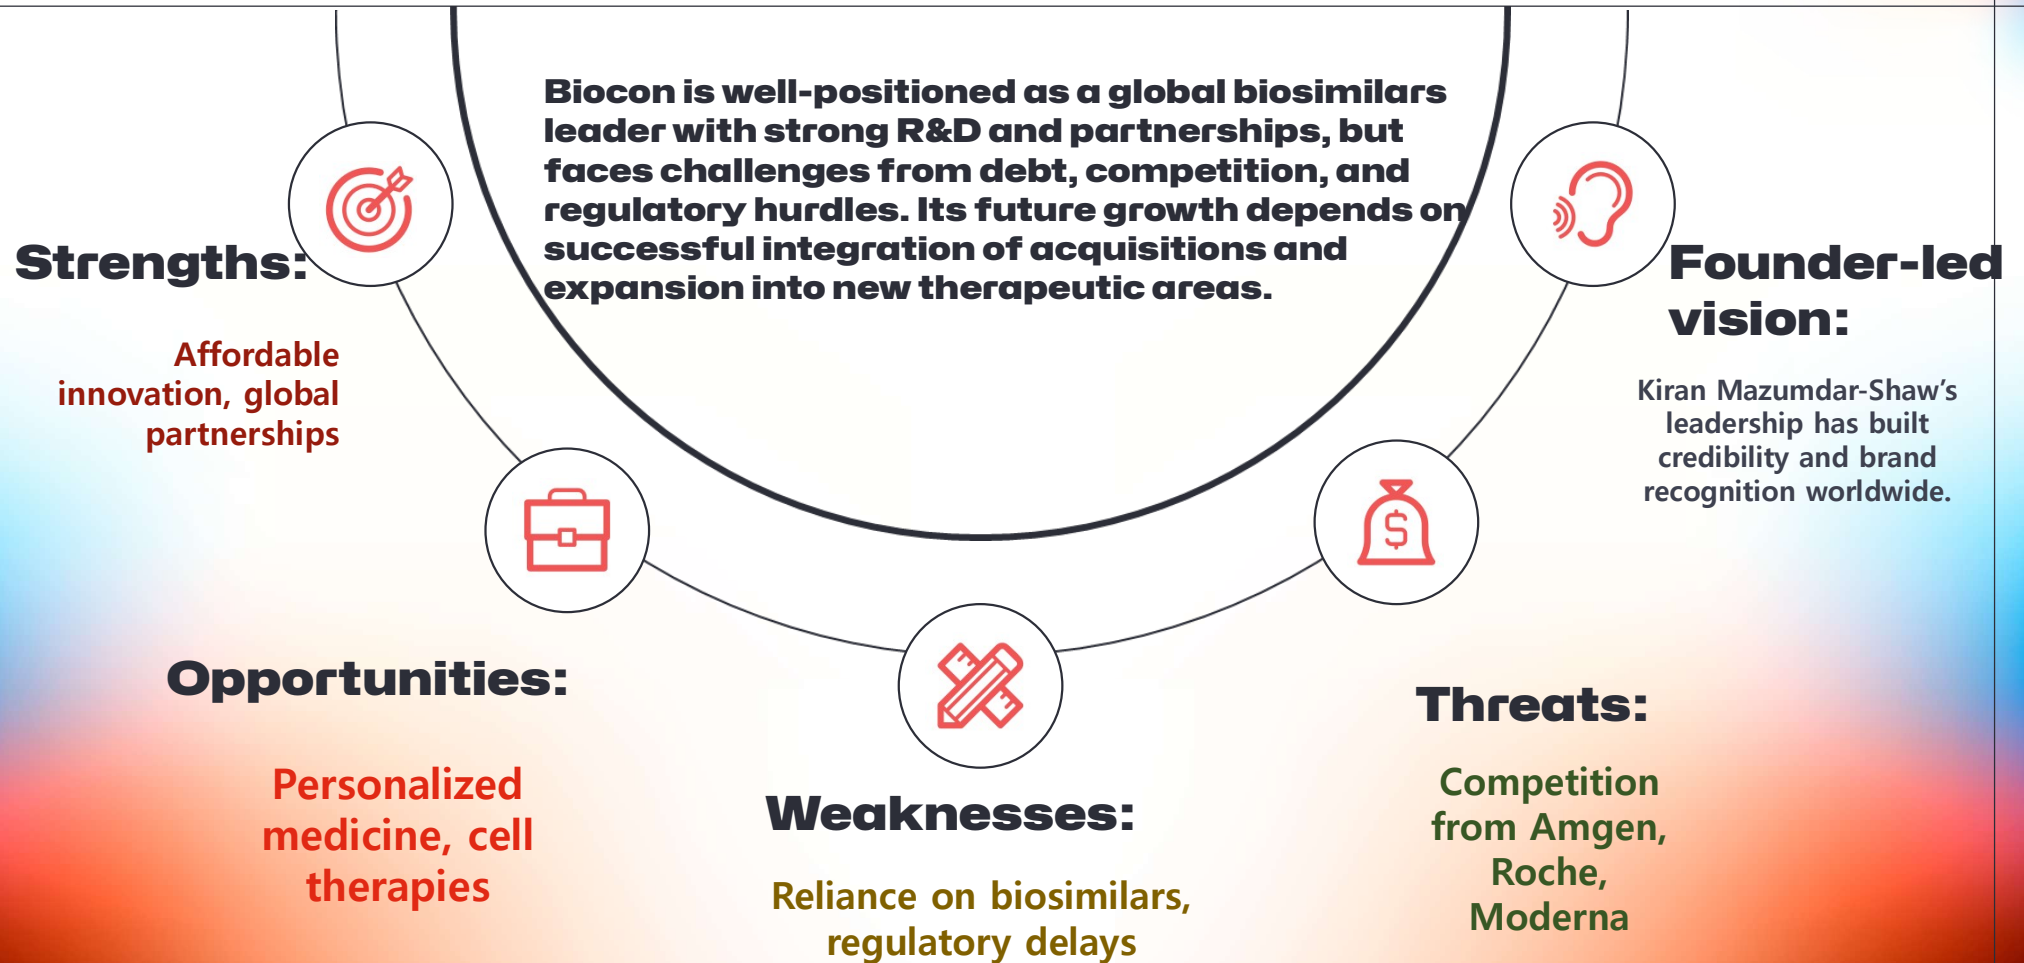 Biocon is well-positioned as a global biosimilars
leader with strong R&D and partnerships, but
faces challenges from debt, competition, and
regulatory hurdles. Its future growth depends on
successful integration of acquisitions and
expansion into new therapeutic areas.
Strengths:
Affordable
innovation, global
partnerships
Opportunities:
Personalized
medicine, cell
therapies
Weaknesses:
Reliance on biosimilars,
regulatory delays
$
Threats:
Competition
from Amgen,
Roche,
Moderna
Founder-led
vision:
Kiran Mazumdar-Shaw’s
leadership has built
credibility and brand
recognition worldwide.